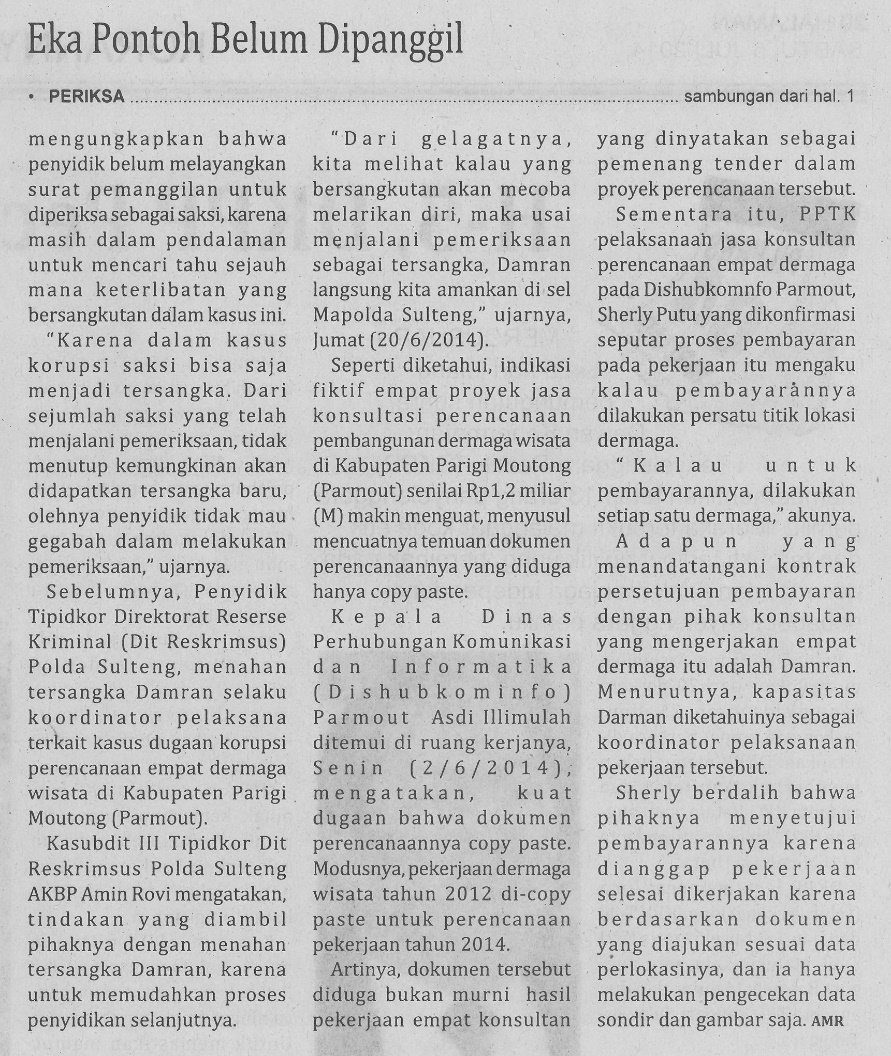 Eka Pontoh Belum Dipanggil
• PERIKSA ........................................................................................................ sambungan dari hal. 1
mengungkapkan bahwa
penyidik belum melayangkan
surat pemanggilan untuk
diperiksa sebagai saksi, karena
masih dalam pendalaman
untuk mencari tahu sejauh
mana keterlibatan yang
bersangkutan dalam kasus ini.
"Karena dalam kasus
korupsi saksi bisa saja
menjadi tersangka. Dari
sejumlah saksi yang telah
menjalani pemeriksaan, tidak
menutup kemungkinan akan
didapatkan tersangka baru,
olehnya penyidik tidak mau
gegabah dalam melakukan
pemeriksaan," ujarnya.
Sebelumnya, Penyidik
Tipidkor Direktorat Reserse
Kriminal (Dit Reskrimsus)
Polda Sulteng, menahan
tersangka Damran selaku
koordinator pelaksana
terkait kasus dugaan korupsi
perencanaan empat dermaga
wisata di Kabupaten Parigi
Moutong (Parmout).
Kasubdit III Tipidkor Dit
Reskrimsus Polda Sulteng
AKBP Amin Rovi mengatakan,
tindakan yang diambil
pihaknya dengan menahan
tersangka Damran, karena
untuk memudahkan proses
penyidikan selanjutnya.
"Dari gelagatnya,
kita melihat kalau yang
bersangkutan akan mecoba
melarikan diri, maka usai
menjalani pemeriksaan
sebagai tersangka, Damran
langsung kita amankan di sel
Mapolda Sulteng," ujarnya,
Jumat (20/6/2014).
Seperti diketahui, indikasi
fiktif empat proyek jasa
konsultasi perencanaan
pembangunan dermaga wisata
di Kabupaten Parigi Moutong
(Parmout) senilai Rp1,2 miliar
(M) makin menguat, menyusul
mencuatnya temuan dokumen
perencanaannya yang diduga
hanya copy paste.
Kepala Dinas
Perhubungan Komunikasi
dan Informatika
(Dishubkominfo)
Parmout Asdi Illimulah
ditemui di ruang kerjanya,
Senin (2/6/2014),
mengatakan, kuat
dugaan bahwa dokumen
perencanaannya copy paste.
Modusnya, pekerjaan dermaga
wisata tahun 2012 di-copy
paste untuk perencanaan
pekerjaan tahun 2014.
Artinya, dokumen tersebut
diduga bukan murni hasil
pekerjaan empat konsultan
yang dinyatakan sebagai
pemenang tender dalam
proyek perencanaan tersebut.
Sementara itu, PPTK
pelaksanaah jasa konsultan
perencanaan empat dermaga
pada Dishubkomnfo Parmout,
Sherly Putu yang dikonfirmasi
seputar proses pembayaran
pada pekerjaan itu mengaku
kalau pembayarannya
dilakukan persatu titik lokasi
dermaga.
"Kalau untuk
pembayarannya, dilakukan
setiap satu dermaga," akunya.
Adapun yang
menandatangani kontrak
persetujuan pembayaran
dengan pihak konsultan
yang mengerjakan empat
dermaga itu adalah Damran.
Menurutnya, kapasitas
Darman diketahuinya sebagai
koordinator pelaksanaan
pekerjaan tersebut.
Sherly berdalih bahwa
pihaknya menyetujui
pembayarannya karena
dianggap pekerjaan
selesai dikerjakan karena
berdasarkan dokumen
yang diajukan sesuai data
perlokasinya, dan ia hanya
melakukan pengecekan data
sondir dan gambar saja. AMR